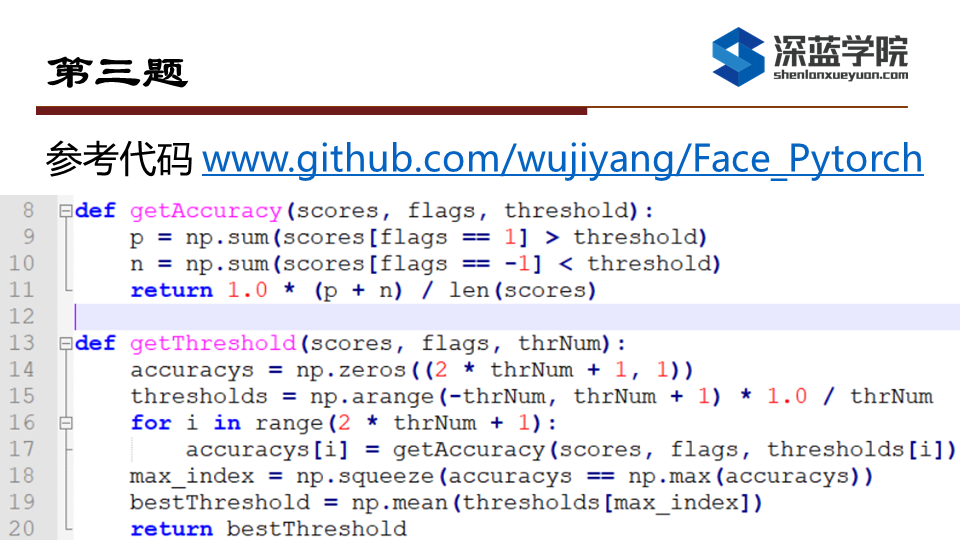 第三题
深蓝学院
shenlanxueyuan.com
参考代码 www.github.com/wujiyang/Face_Pytorch
8 def getAccuracy(scores, flags, threshold):
9     p = np.sum(scores[flags == 1] > threshold)
10     n = np.sum(scores[flags == -1] < threshold)
11     return 1.0 * (p + n) / len(scores)
12
13 def getThreshold(scores, flags, thrNum):
14     accuracys = np.zeros((2 * thrNum + 1, 1))
15     thresholds = np.arange(-thrNum, thrNum + 1) * 1.0 / thrNum
16     for i in range(2 * thrNum + 1):
17         accuracys[i] = getAccuracy(scores, flags, thresholds[i])
18     max_index = np.squeeze(accuracys == np.max(accuracys))
19     bestThreshold = np.mean(thresholds[max_index])
20     return bestThreshold